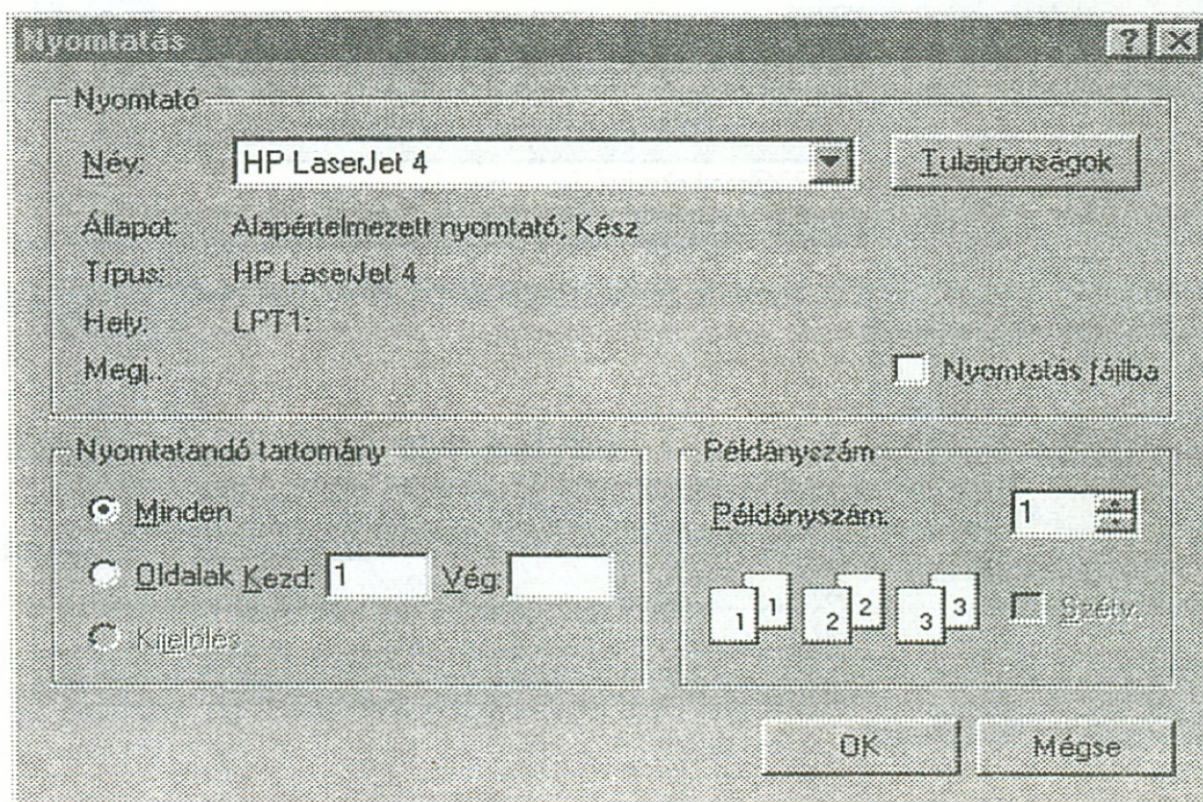 Nyomtatás
Nyomtató
Név: HP LaserJet 4 Tulajdonságok
Állapot: Alapértelmezett nyomtató; Kész
Típus: HP LaserJet 4
Hely: LPT1:
Megj.: Nyomtatás fájlba
Nyomtatandó tartomány
Minden
Oldalak Kezd: 1 Vég:
Kijelölés
Példányszám
Példányszám: 1
1 1 2 2 3 3 Szétv.
OK Mégse